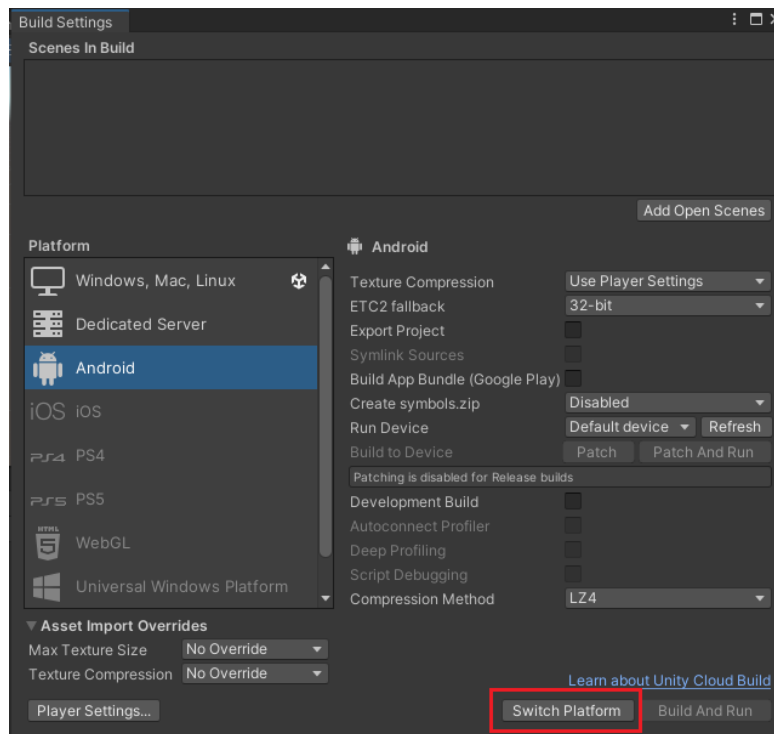 Build Settings
Scenes In Build
Add Open Scenes
Platform
Windows, Mac, Linux
Dedicated Server
Android
iOS iOS
PS4 PS4
PS5 PS5
HTML 5 WebGL
Universal Windows Platform
Android
Texture Compression Use Player Settings
ETC2 fallback 32-bit
Export Project
Symlink Sources
Build App Bundle (Google Play)
Create symbols.zip Disabled
Run Device Default device Refresh
Build to Device Patch Patch And Run
Patching is disabled for Release builds
Development Build
Autoconnect Profiler
Deep Profiling
Script Debugging
Compression Method LZ4
Asset Import Overrides
Max Texture Size No Override
Texture Compression No Override
Learn about Unity Cloud Build
Player Settings... Switch Platform Build And Run